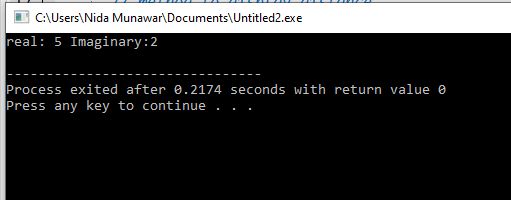 C:\Users\Nida Munawar\Documents\Untitled2.exe
real: 5 Imaginary:2
--------------------------------
Process exited after 0.2174 seconds with return value 0
Press any key to continue . . .